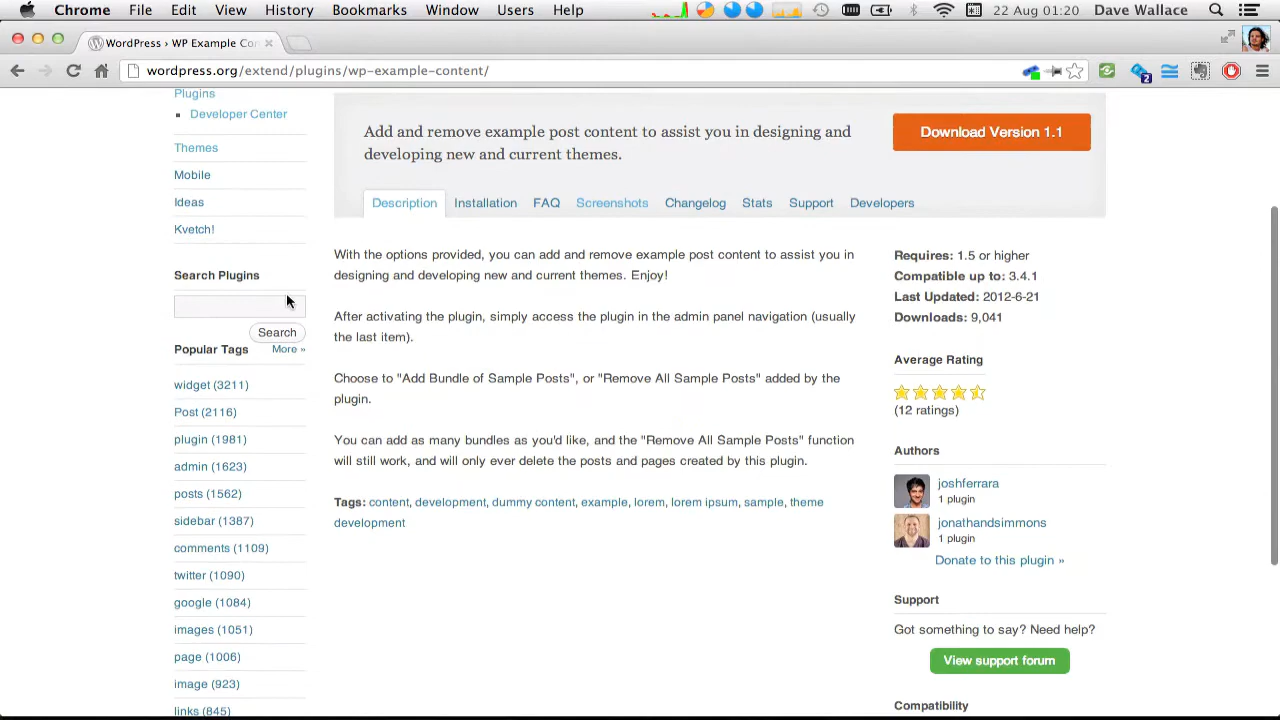 Chrome File Edit View History Bookmarks Window Users Help 22 Aug 01:20 Dave Wallace
WordPress › WP Example Con
wordpress.org/extend/plugins/wp-example-content/
2
Plugins
Developer Center
Themes
Mobile
Ideas
Kvetch!
Search Plugins
Search
Popular Tags More »
widget (3211)
Post (2116)
plugin (1981)
admin (1623)
posts (1562)
sidebar (1387)
comments (1109)
twitter (1090)
google (1084)
images (1051)
page (1006)
image (923)
links (845)
Add and remove example post content to assist you in designing and
developing new and current themes.
Download Version 1.1
Description Installation FAQ Screenshots Changelog Stats Support Developers
With the options provided, you can add and remove example post content to assist you in
designing and developing new and current themes. Enjoy!
After activating the plugin, simply access the plugin in the admin panel navigation (usually
the last item).
Choose to "Add Bundle of Sample Posts", or "Remove All Sample Posts" added by the
plugin.
You can add as many bundles as you'd like, and the "Remove All Sample Posts" function
will still work, and will only ever delete the posts and pages created by this plugin.
Tags: content, development, dummy content, example, lorem, lorem ipsum, sample, theme
development
Requires: 1.5 or higher
Compatible up to: 3.4.1
Last Updated: 2012-6-21
Downloads: 9,041
Average Rating
(12 ratings)
Authors
joshferrara
1 plugin
jonathandsimmons
1 plugin
Donate to this plugin »
Support
Got something to say? Need help?
View support forum
Compatibility